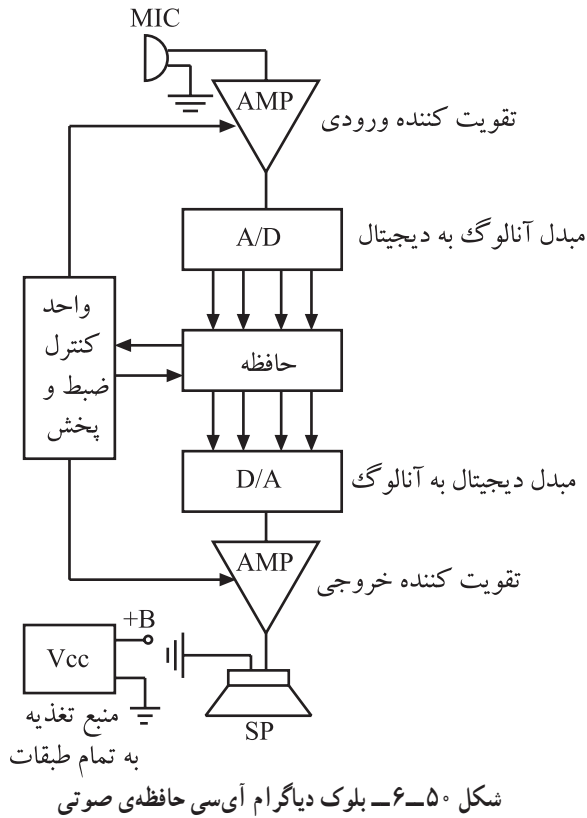 MIC
AMP
تقویت کننده ورودی
A/D
مبدل آنالوگ به دیجیتال
واحد
کنترل
ضبط و
پخش
حافظه
D/A
مبدل دیجیتال به آنالوگ
AMP
تقویت کننده خروجی
+B
Vcc
SP
منبع تغذیه
به تمام طبقات
شکل ۵۰ــ۶ــ بلوک دیاگرام آی‌سی حافظه‌ی صوتی